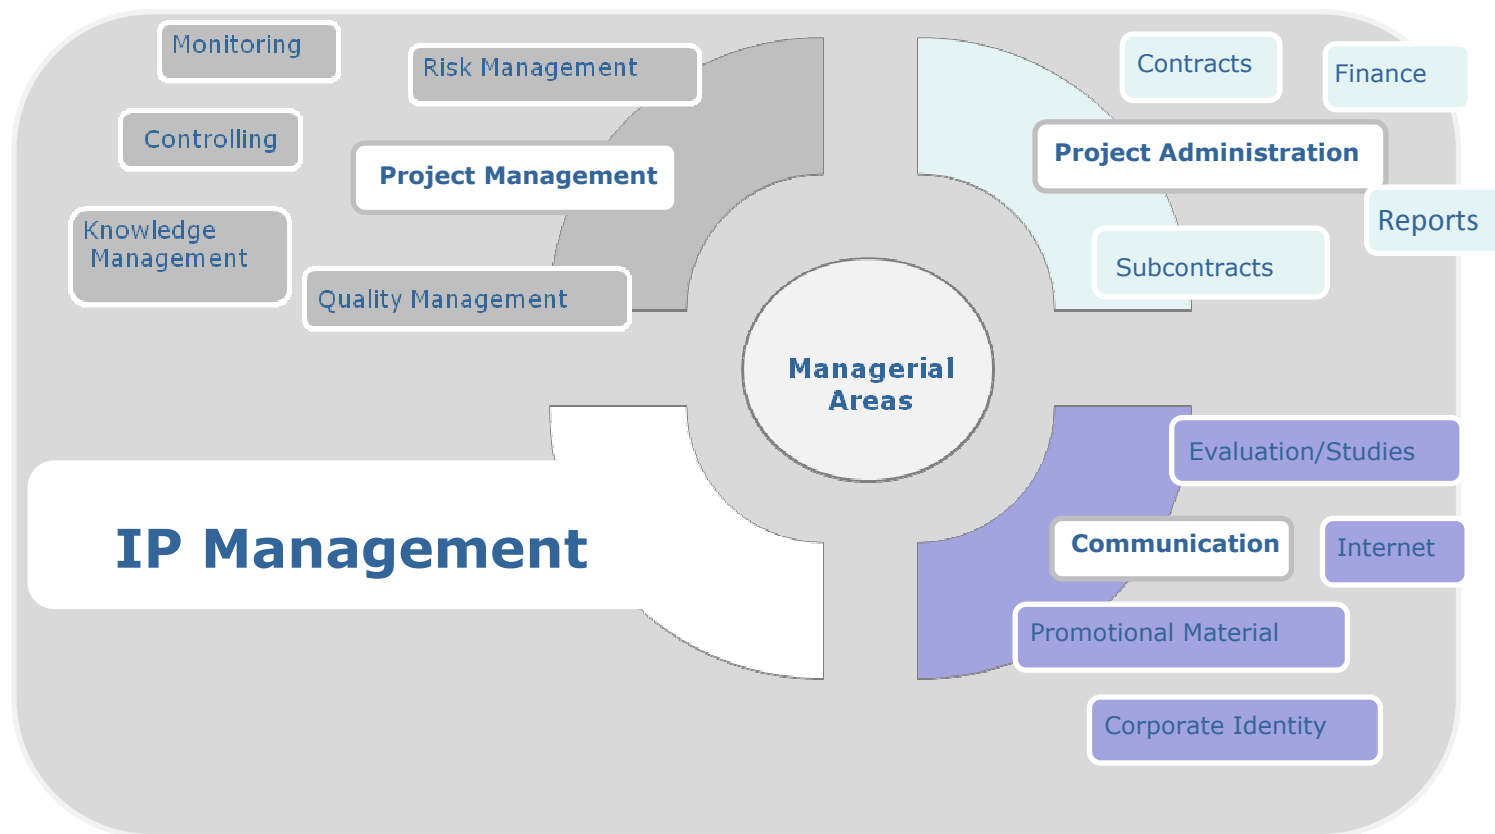 Monitoring
Risk Management
Controlling
Project Management
Knowledge
Management
Quality Management
Contracts
Finance
Project Administration
Reports
Subcontracts
Managerial
Areas
IP Management
Evaluation/Studies
Communication
Internet
Promotional Material
Corporate Identity